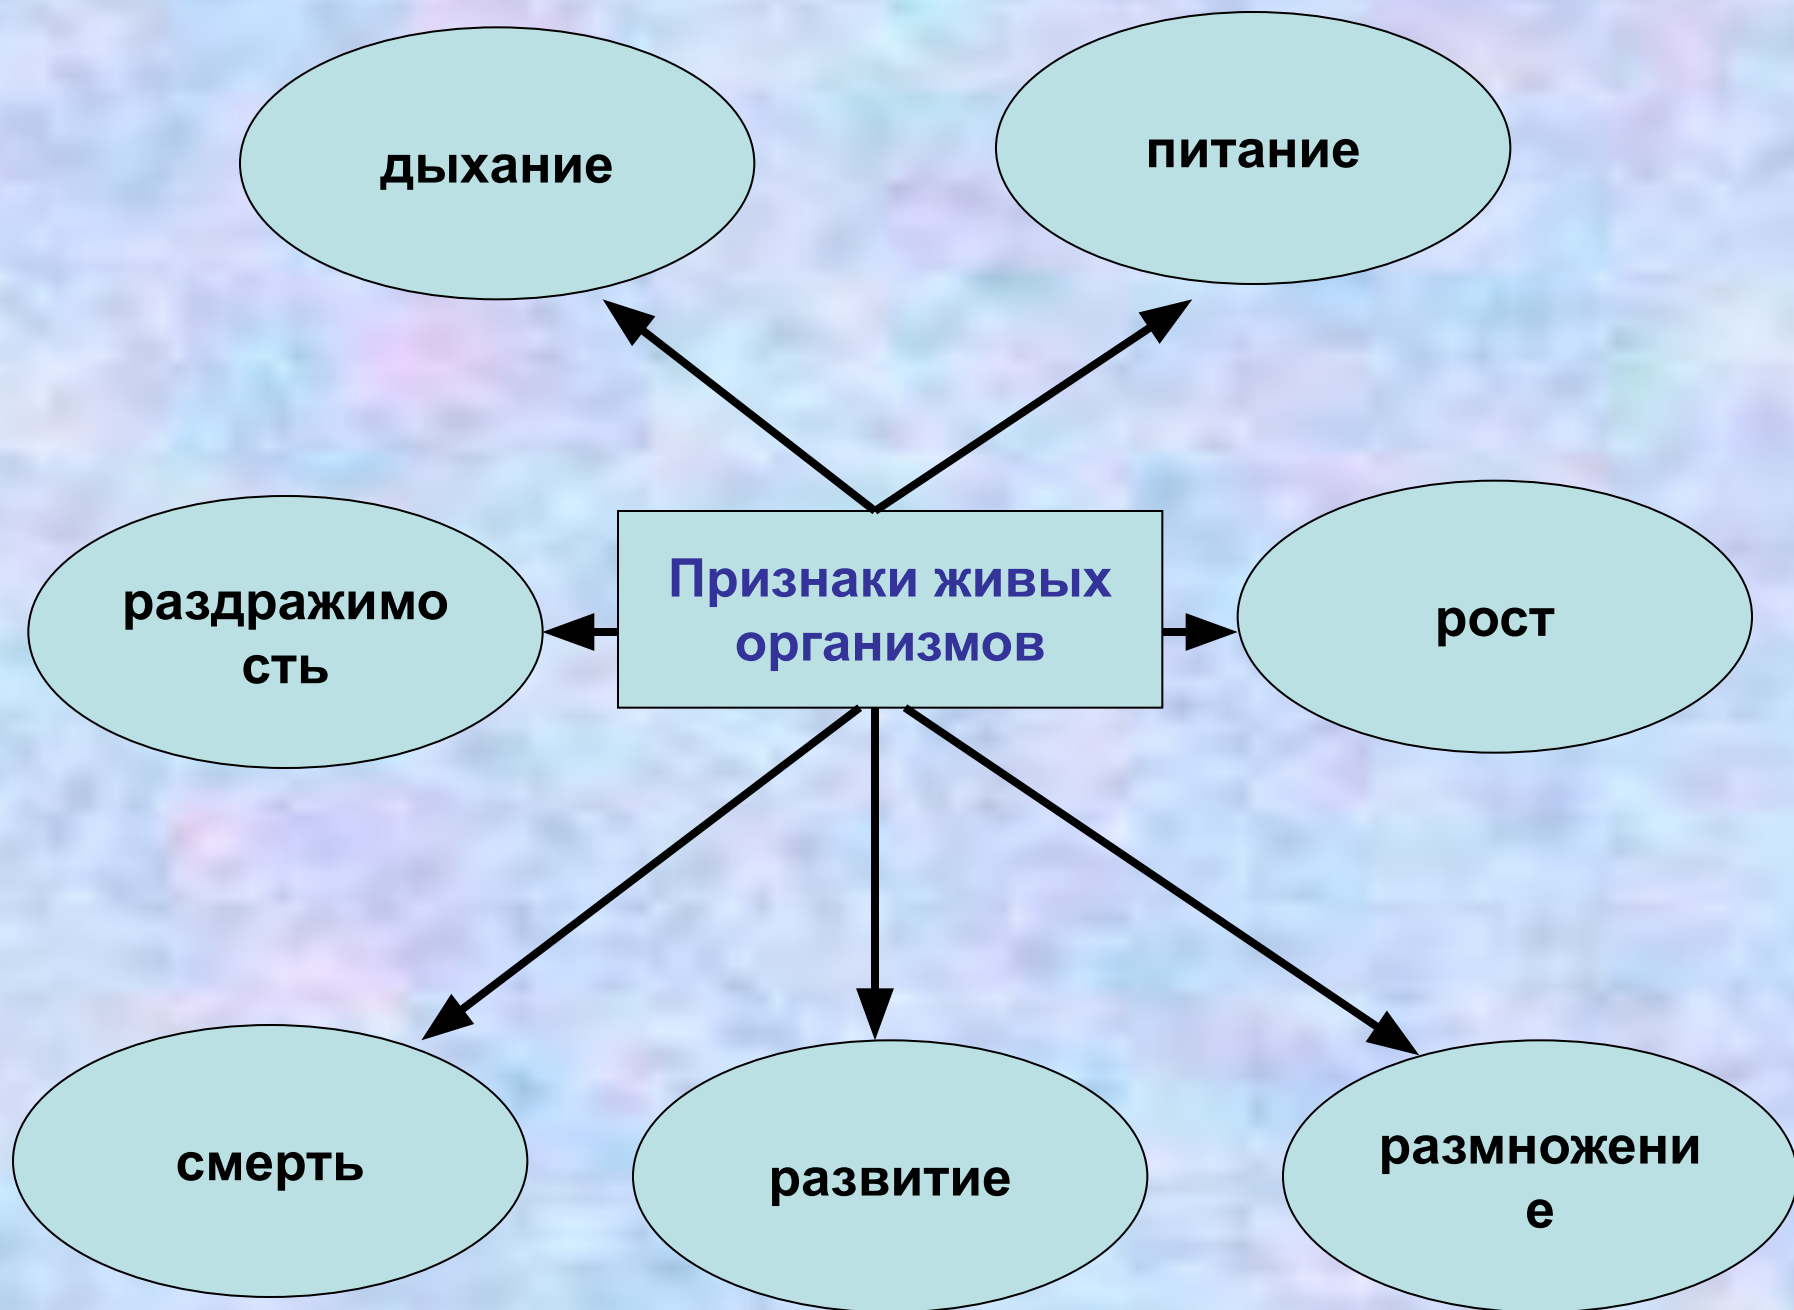 дыхание
питание
Признаки живых
организмов
раздражимо
сть
рост
смерть
развитие
размножени
е